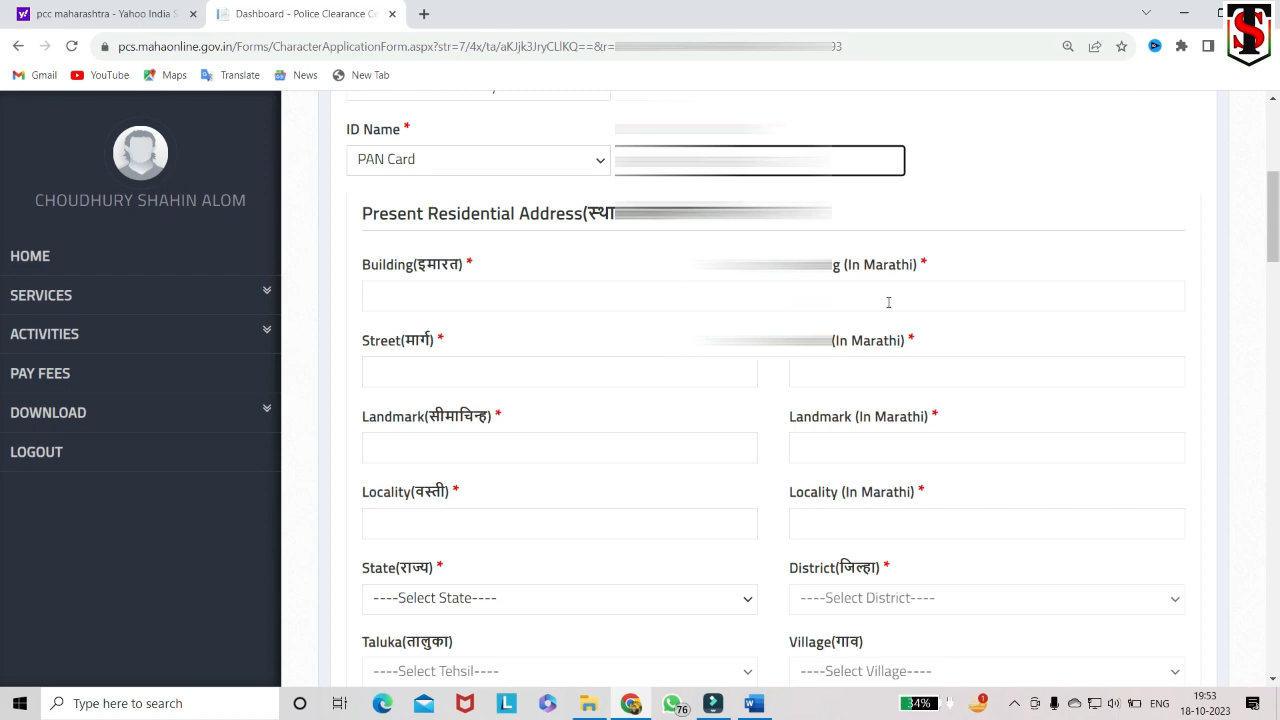 pcc maharashtra - Yahoo India S
Dashboard - Police Clearance Ce
pcs.mahaonline.gov.in/Forms/CharacterApplicationForm.aspx?str=7/4x/ta/
93
Gmail
YouTube
Maps
Translate
News
New Tab
CHOUDHURY SHAHIN ALOM
HOME
SERVICES
ACTIVITIES
PAY FEES
DOWNLOAD
LOGOUT
ID Name *
PAN Card
Present Residential Address(स्था
Building(इमारत) *
g (In Marathi) *
Street(मार्ग) *
(In Marathi) *
Landmark(सीमाचिन्ह) *
Landmark (In Marathi) *
Locality(वस्ती) *
Locality (In Marathi) *
State(राज्य) *
District(जिल्हा) *
----Select State----
----Select District----
Taluka(तालुका)
Village(गाव)
----Select Tehsil----
----Select Village----
Type here to search
76
34%
1
ENG
19:53
18-10-2023